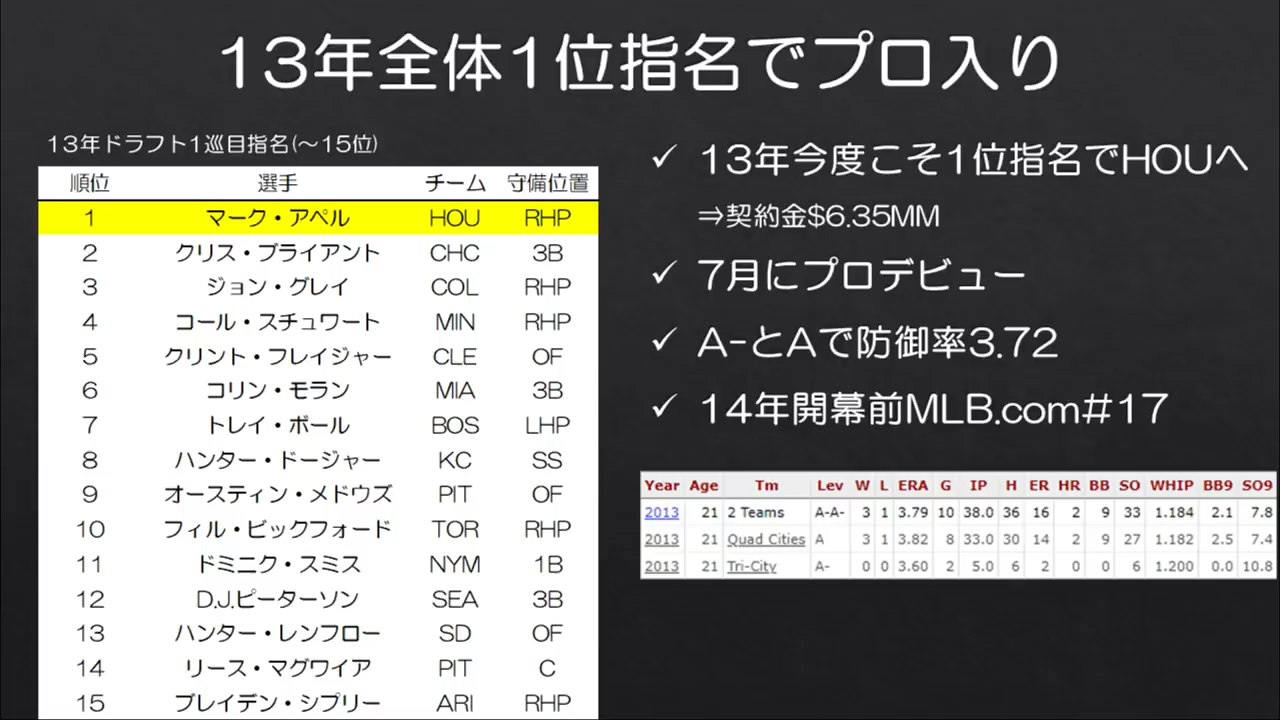 13年全体1位指名でプロ入り
13年ドラフト1巡目指名(～15位)
順位 選手 チーム 守備位置
1 マーク・アペル HOU RHP
2 クリス・ブライアント CHC 3B
3 ジョン・グレイ COL RHP
4 コール・スチュワート MIN RHP
5 クリント・フレイジャー CLE OF
6 コリン・モラン MIA 3B
7 トレイ・ボール BOS LHP
8 ハンター・ドージャー KC SS
9 オースティン・メドウズ PIT OF
10 フィル・ビックフォード TOR RHP
11 ドミニク・スミス NYM 1B
12 D.J.ピーターソン SEA 3B
13 ハンター・レンフロー SD OF
14 リース・マグワイア PIT C
15 ブレイデン・シプリー ARI RHP
✓ 13年今度こそ1位指名でHOUへ
⇒契約金$6.35MM
✓ 7月にプロデビュー
✓ A-とAで防御率3.72
✓ 14年開幕前MLB.com#17
Year Age Tm Lev W L ERA G IP H ER HR BB SO WHIP BB9 SO9
2013 21 2 Teams A-A- 3 1 3.79 10 38.0 36 16 2 9 33 1.184 2.1 7.8
2013 21 Quad Cities A 3 1 3.82 8 33.0 30 14 2 9 27 1.182 2.5 7.4
2013 21 Tri-City A- 0 0 3.60 2 5.0 6 2 0 0 6 1.200 0.0 10.8